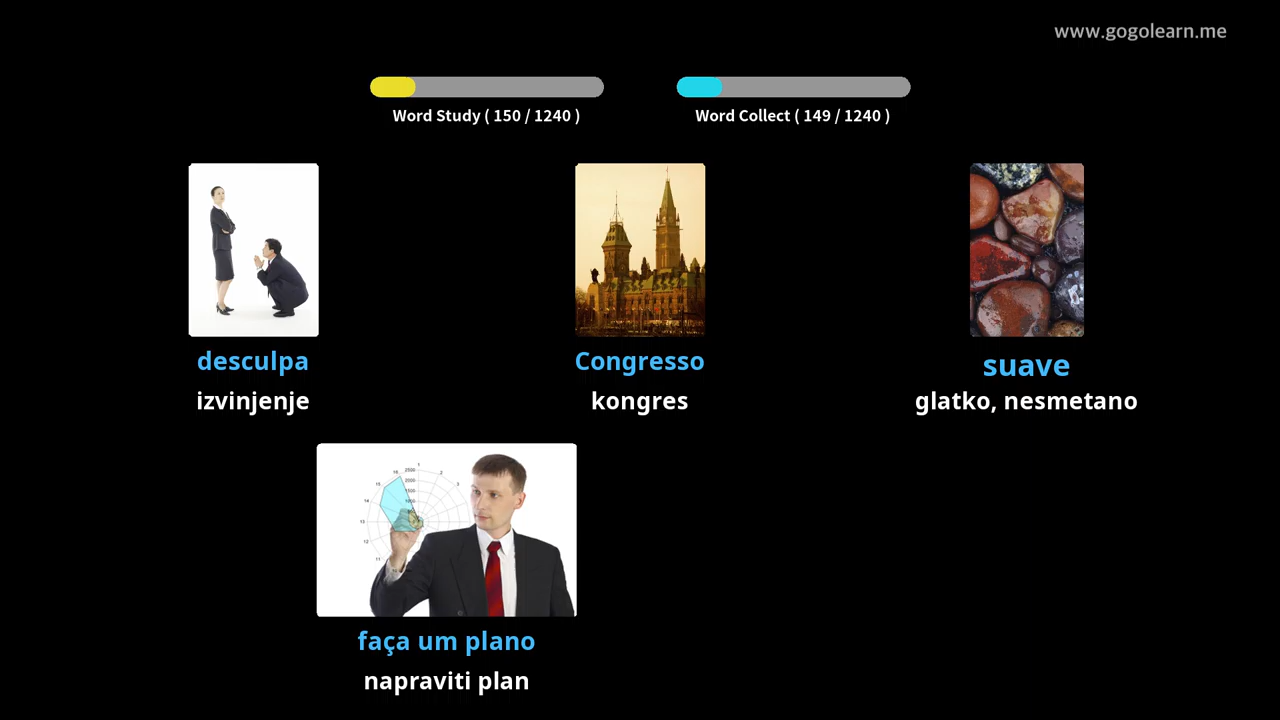 www.gogolearn.me
Word Study ( 150 / 1240 )
Word Collect ( 149 / 1240 )
desculpa
izvinjenje
Congresso
kongres
suave
glatko, nesmetano
faça um plano
napraviti plan